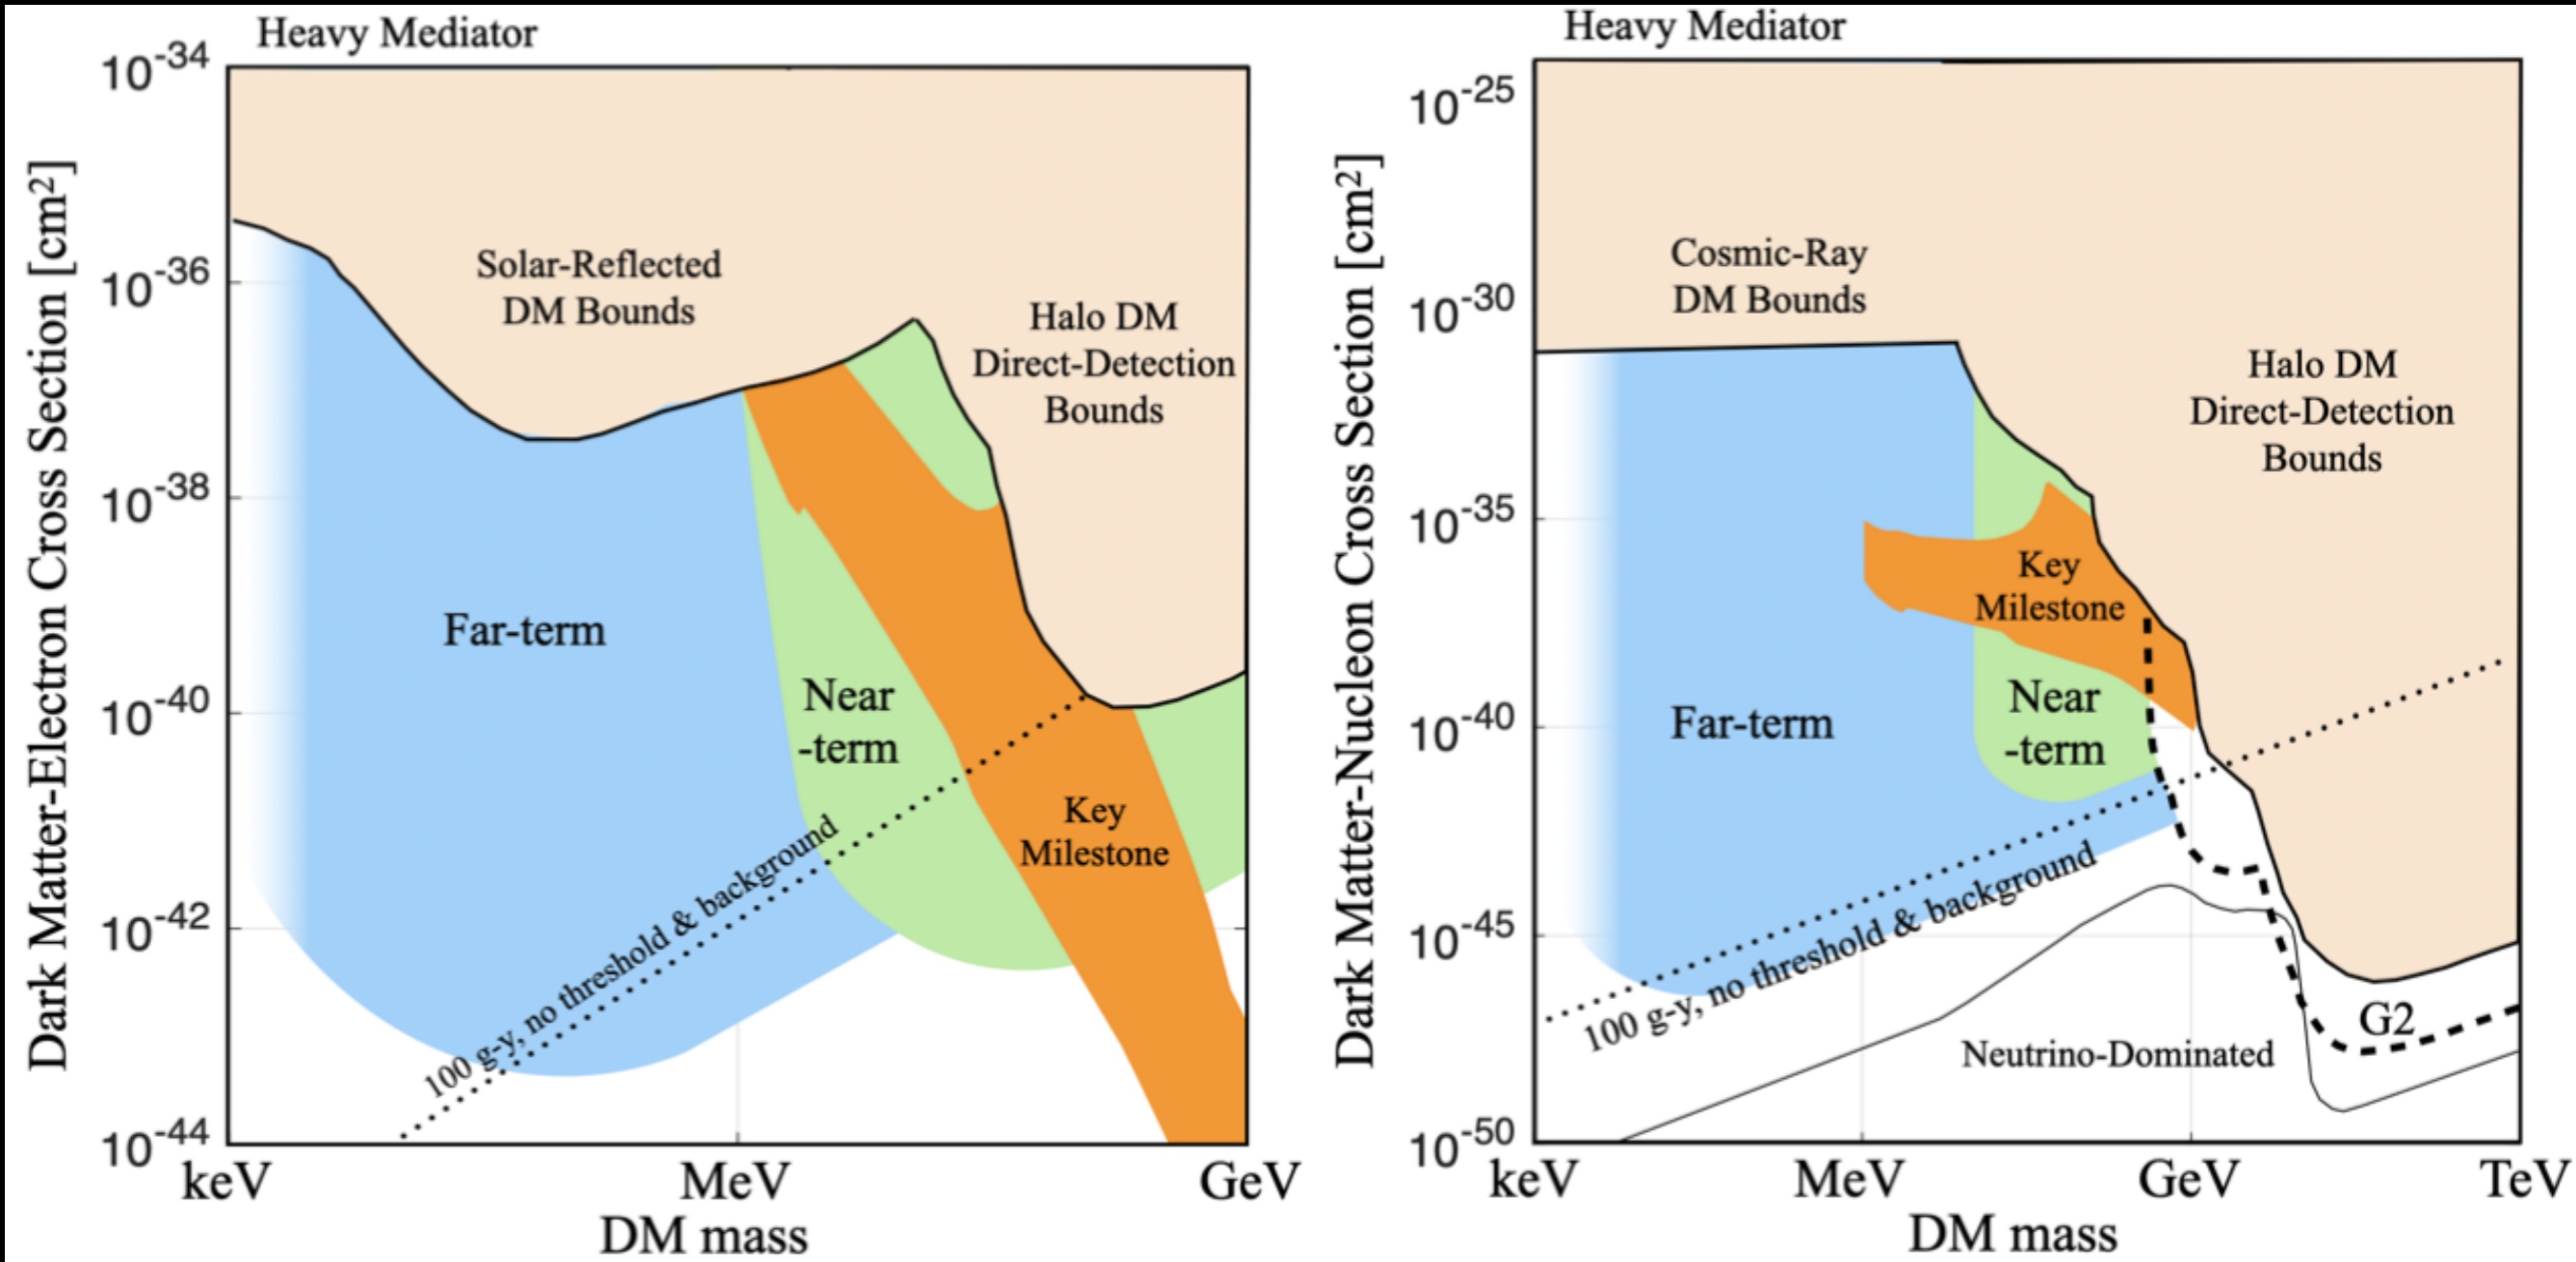 Heavy Mediator
Dark Matter-Electron Cross Section [cm²]
10⁻³⁴
10⁻³⁶
10⁻³⁸
10⁻⁴⁰
10⁻⁴²
10⁻⁴⁴
Solar-Reflected
DM Bounds
Halo DM
Direct-Detection
Bounds
Far-term
Near
-term
Key
Milestone
100 g-y, no threshold & background
keV
MeV
GeV
DM mass
Heavy Mediator
Dark Matter-Nucleon Cross Section [cm²]
10⁻²⁵
10⁻³⁰
10⁻³⁵
10⁻⁴⁰
10⁻⁴⁵
10⁻⁵⁰
Cosmic-Ray
DM Bounds
Halo DM
Direct-Detection
Bounds
Key
Milestone
Far-term
Near
-term
100 g-y, no threshold & background
G2
Neutrino-Dominated
keV
MeV
GeV
TeV
DM mass